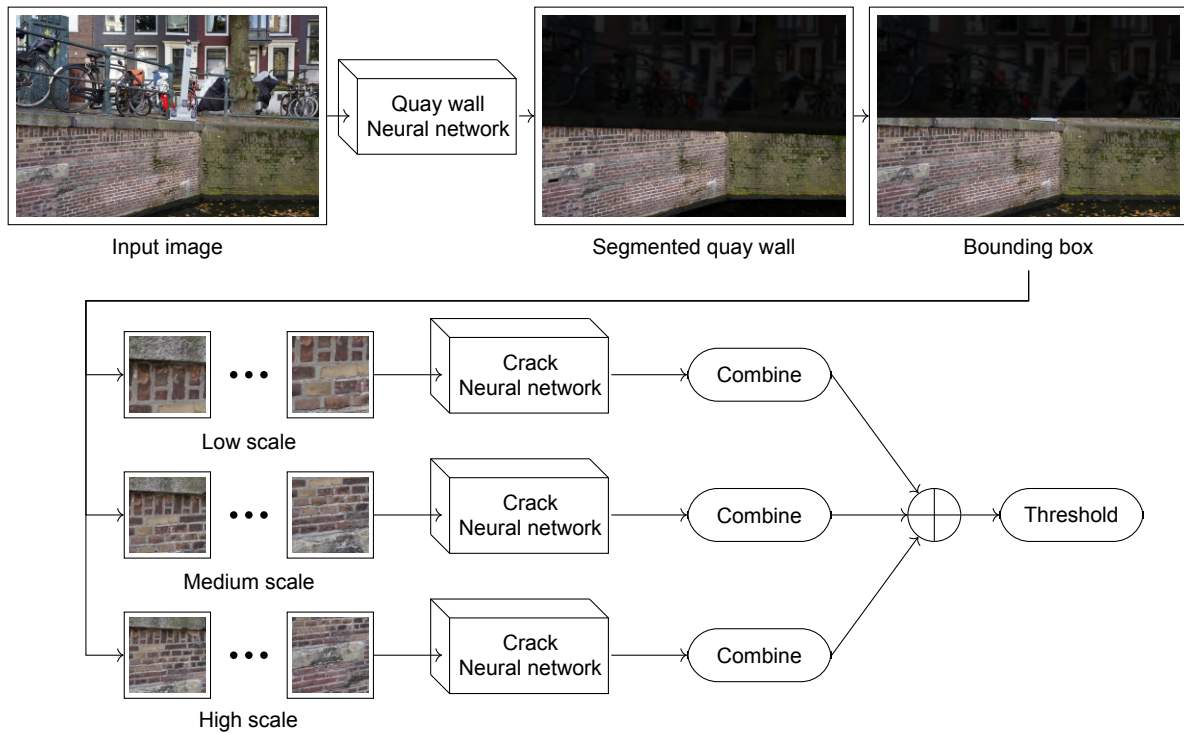 Quay wall
Neural network
Input image
Segmented quay wall
Bounding box
Crack
Neural network
Combine
Low scale
Crack
Neural network
Combine
Threshold
Medium scale
Crack
Neural network
Combine
High scale